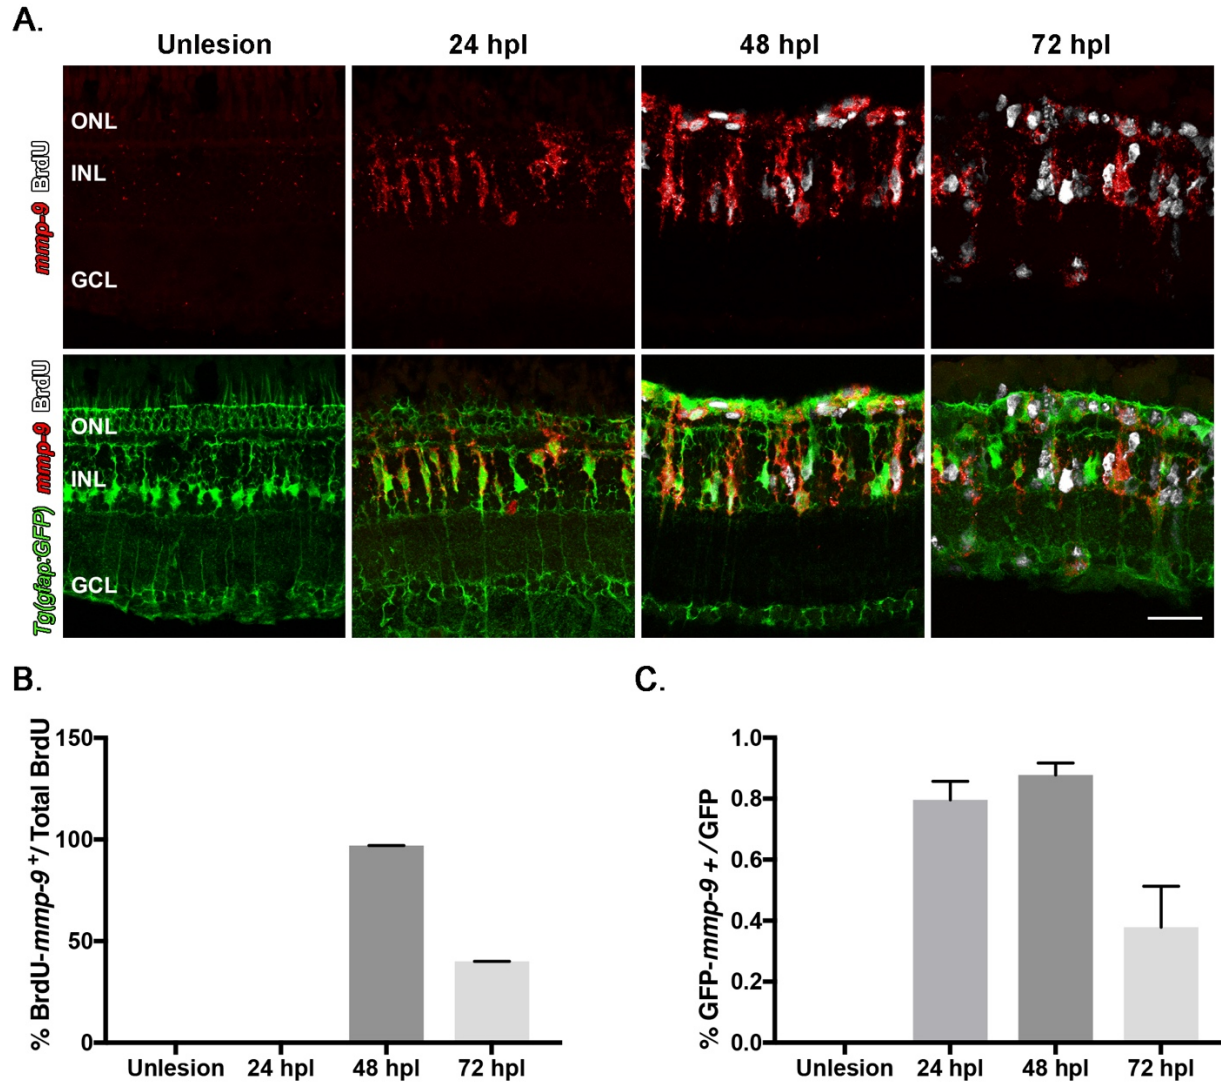 A.
Unlesion 24 hpl 48 hpl 72 hpl
mmp-9 BrdU
ONL
INL
GCL
Tg(gfap:GFP) mmp-9 BrdU
ONL
INL
GCL
B.
% BrdU-mmp-9 +/ Total BrdU
150
100
50
0
Unlesion 24 hpl 48 hpl 72 hpl
C.
% GFP-mmp-9 + /GFP
1.0
0.8
0.6
0.4
0.2
0.0
Unlesion 24 hpl 48 hpl 72 hpl